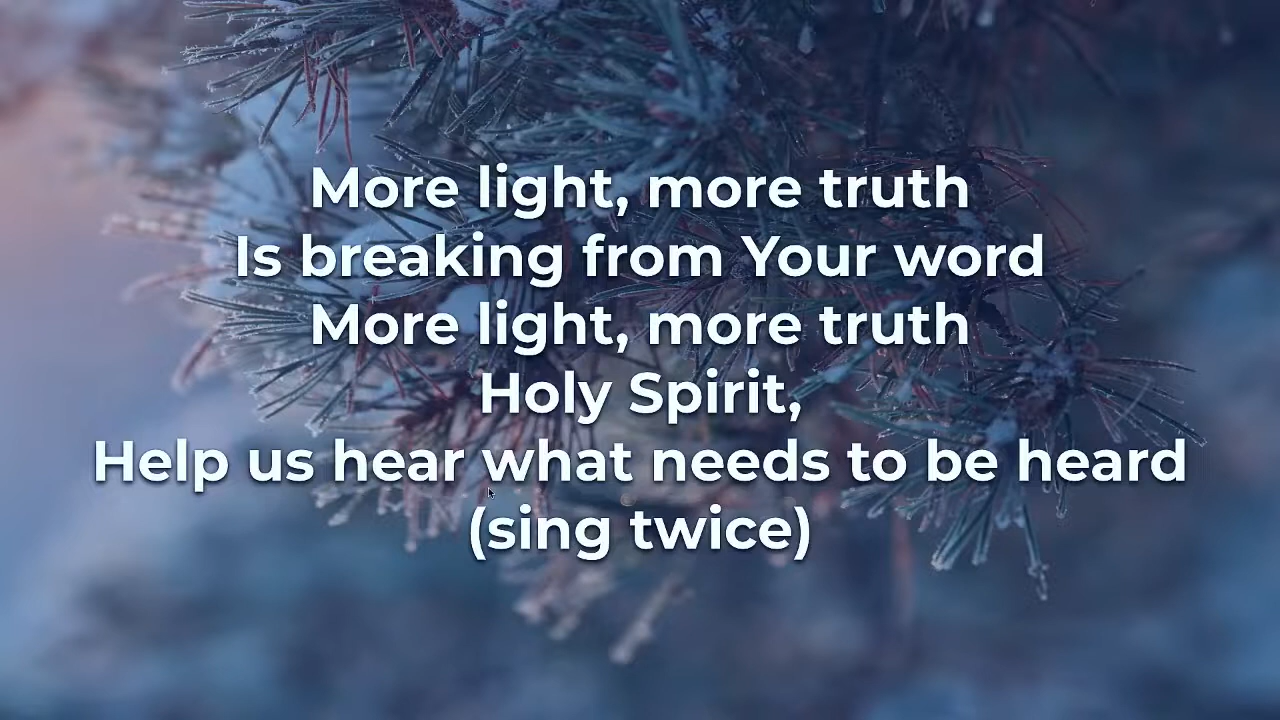 More light, more truth
Is breaking from Your word
More light, more truth
Holy Spirit,
Help us hear what needs to be heard
(sing twice)